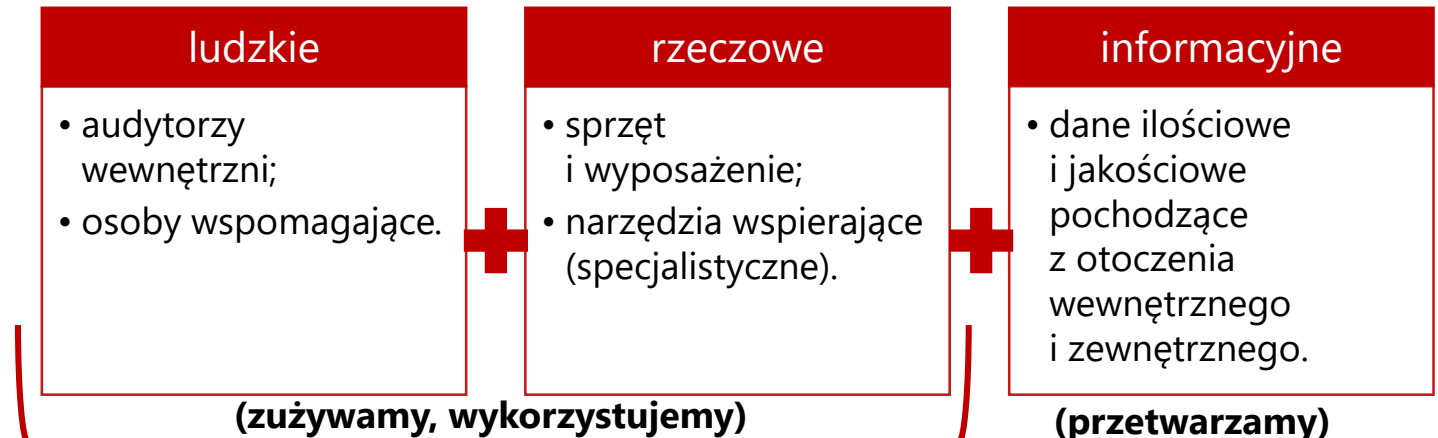 ludzkie
• audytorzy
wewnętrzni;
• osoby wspomagające.
rzeczowe
• sprzęt
i wyposażenie;
• narzędzia wspierające
(specjalistyczne).
informacyjne
• dane ilościowe
i jakościowe
pochodzące
z otoczenia
wewnętrznego
i zewnętrznego.
(zużywamy, wykorzystujemy)
(przetwarzamy)